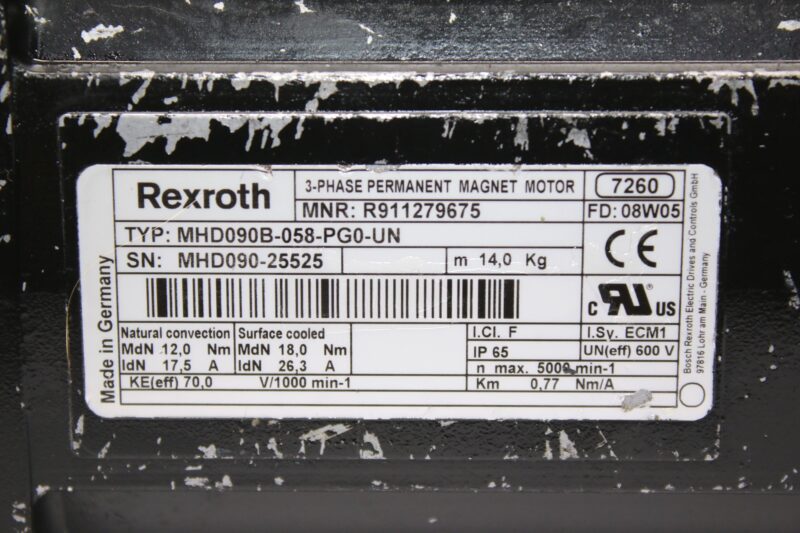 Rexroth
3-PHASE PERMANENT MAGNET MOTOR
7260
MNR: R911279675
FD: 08W05
TYP: MHD090B-058-PG0-UN
SN: MHD090-25525
m 14,0 Kg
CE
c RU US
Natural convection
MdN 12,0 Nm
IdN 17,5 A
Surface cooled
MdN 18,0 Nm
IdN 26,3 A
I.Cl. F
I.Sy. ECM1
IP 65
UN(eff) 600 V
n max. 5000 min-1
KE(eff) 70,0 V/1000 min-1
Km 0,77 Nm/A
Made in Germany
Bosch Rexroth Electric Drives and Controls GmbH
97816 Lohr am Main - Germany